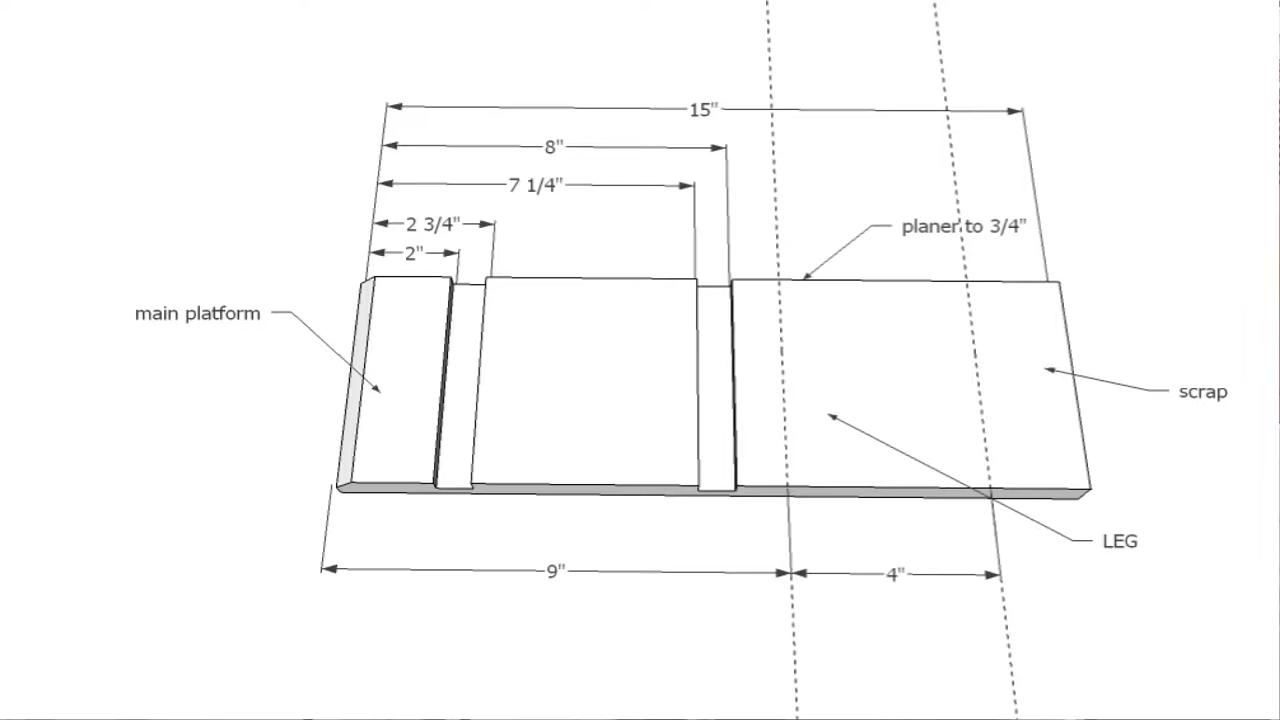 15"
8"
7 1/4"
2 3/4"
planer to 3/4"
2"
main platform
scrap
LEG
9"
4"